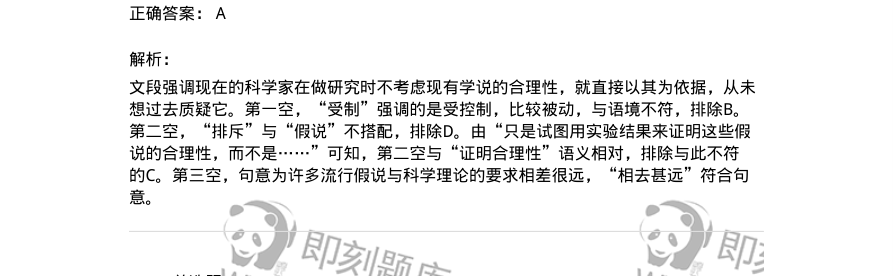 正确答案： A
解析：
文段强调现在的科学家在做研究时不考虑现有学说的合理性，就直接以其为依据，从未
想过去质疑它。第一空，“受制”强调的是受控制，比较被动，与语境不符，排除B。
第二空，“排斥”与“假说”不搭配，排除D。由“只是试图用实验结果来证明这些假
说的合理性，而不是……”可知，第二空与“证明合理性”语义相对，排除与此不符
的C。第三空，句意为许多流行假说与科学理论的要求相差很远，“相去甚远”符合句
意。
即刻题库
即刻